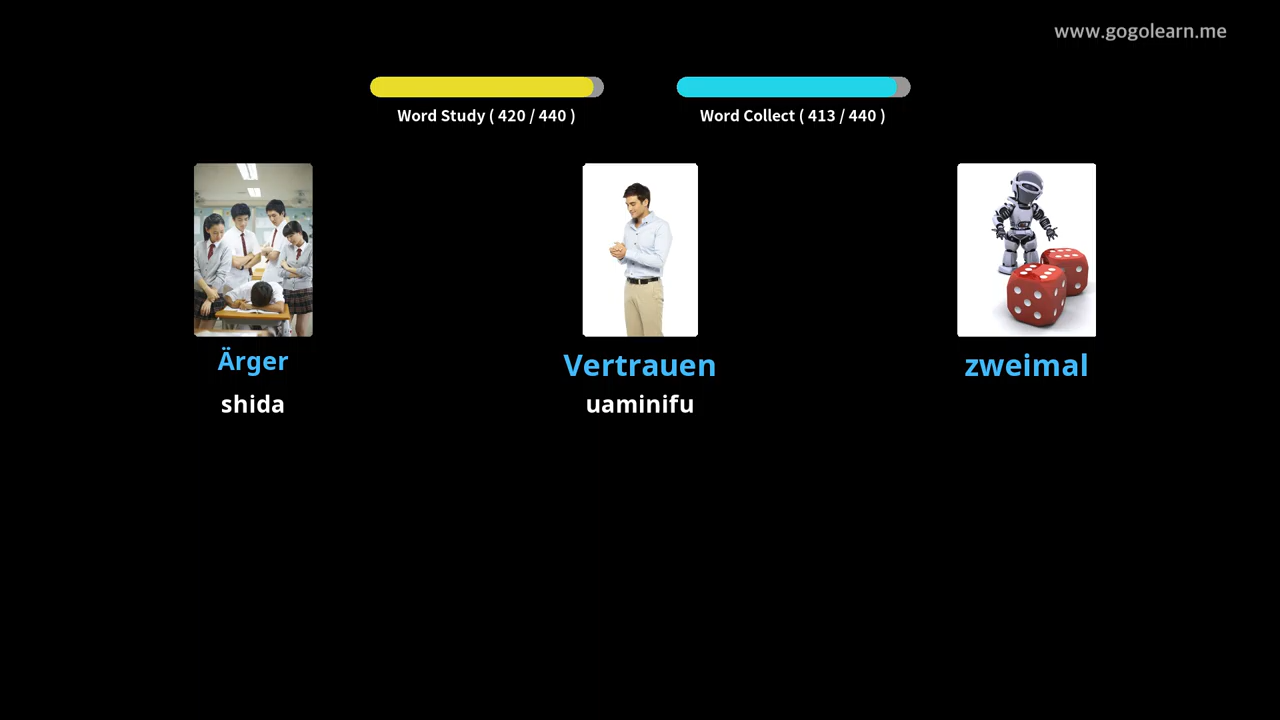 www.gogolearn.me
Word Study ( 420 / 440 )
Word Collect ( 413 / 440 )
Ärger
shida
Vertrauen
uaminifu
zweimal